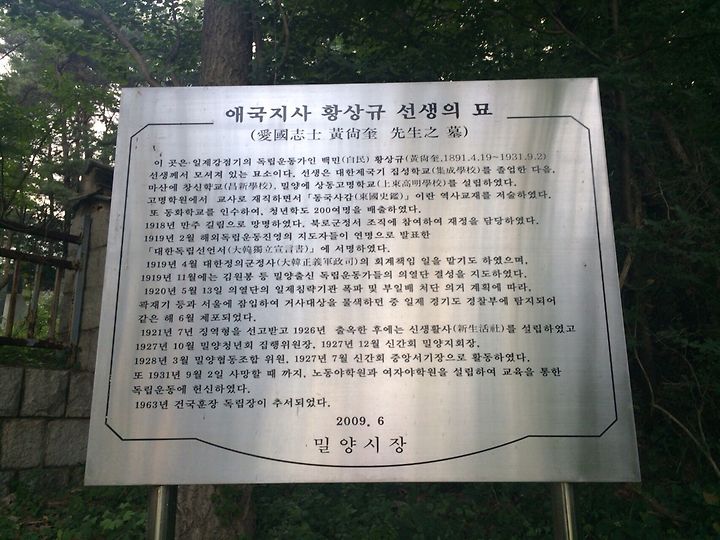 애국지사 황상규 선생의 묘
(愛國志士 黃尙奎 先生之 墓)
이 곳은 일제강점기의 독립운동가인 백민(白民) 황상규(黃尙奎,1891.4.19~1931.9.2)
선생께서 모셔져 있는 묘소이다. 선생은 대한제국기 집성학교(集成學校)를 졸업한 다음,
마산에 창신학교(昌新學校), 밀양에 상동고명학교(上東高明學校)를 설립하였다.
고명학원에서 교사로 재직하면서「동국사감(東國史鑑)」이란 역사교재를 저술하였다.
또 동화학교를 인수하여, 청년학도 200여명을 배출하였다.
1918년 만주 길림으로 망명하였다. 북로군정서 조직에 참여하여 재정을 담당하였다.
1919년 2월 해외독립운동진영의 지도자들이 연명으로 발표한
「대한독립선언서(大韓獨立宣言書)」에 서명하였다.
1919년 4월 대한정의군정사(大韓正義軍政司)의 회계책임 일을 맡기도 하였으며,
1919년 11월에는 김원봉 등 밀양출신 독립운동가들의 의열단 결성을 지도하였다.
1920년 5월 13일 의열단의 일제침략기관 폭파 및 부일배 처단 의거 계획에 따라,
곽재기 등과 서울에 잠입하여 거사대상을 물색하면 중 일제 경기도 경찰부에 탐지되어
같은 해 6월 체포되었다.
1921년 7년 징역형을 선고받고 1926년 출옥한 후에는 신생활사(新生活社)를 설립하였고
1927년 10월 밀양청년회 집행위원장, 1927년 12월 신간회 밀양지회장,
1928년 3월 밀양협동조합 위원, 1927년 7월 신간회 중앙서기장으로 활동하였다.
또 1931년 9월 2일 사망할 때 까지, 노동야학원과 여자야학원을 설립하여 교육을 통한
독립운동에 헌신하였다.
1963년 건국훈장 독립장이 추서되었다.
2009. 6
밀양시장